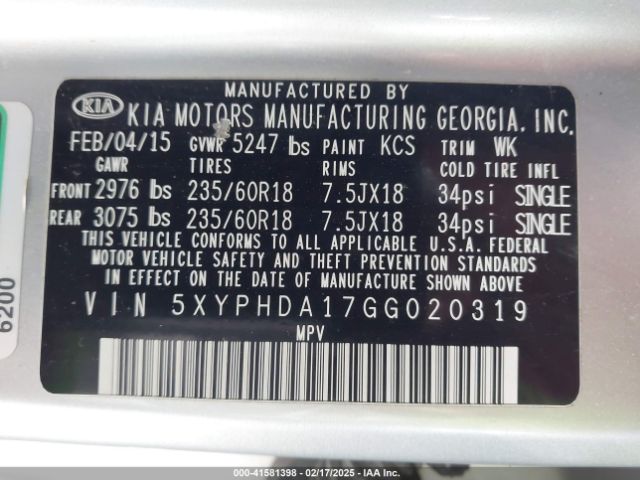 MANUFACTURED BY
KIA KIA MOTORS MANUFACTURING GEORGIA, INC.
FEB/04/15 GVWR 5247 lbs PAINT KCS TRIM WK
GAWR TIRES RIMS COLD TIRE INFL
FRONT 2976 lbs 235/60R18 7.5JX18 34psi SINGLE
REAR 3075 lbs 235/60R18 7.5JX18 34psi SINGLE
THIS VEHICLE CONFORMS TO ALL APPLICABLE U.S.A. FEDERAL
MOTOR VEHICLE SAFETY AND THEFT PREVENTION STANDARDS
IN EFFECT ON THE DATE OF MANUFACTURE SHOWN ABOVE
VIN 5XYPHDA17GG020319
MPV
6200
000-41581398 - 02/17/2025 - IAA Inc.